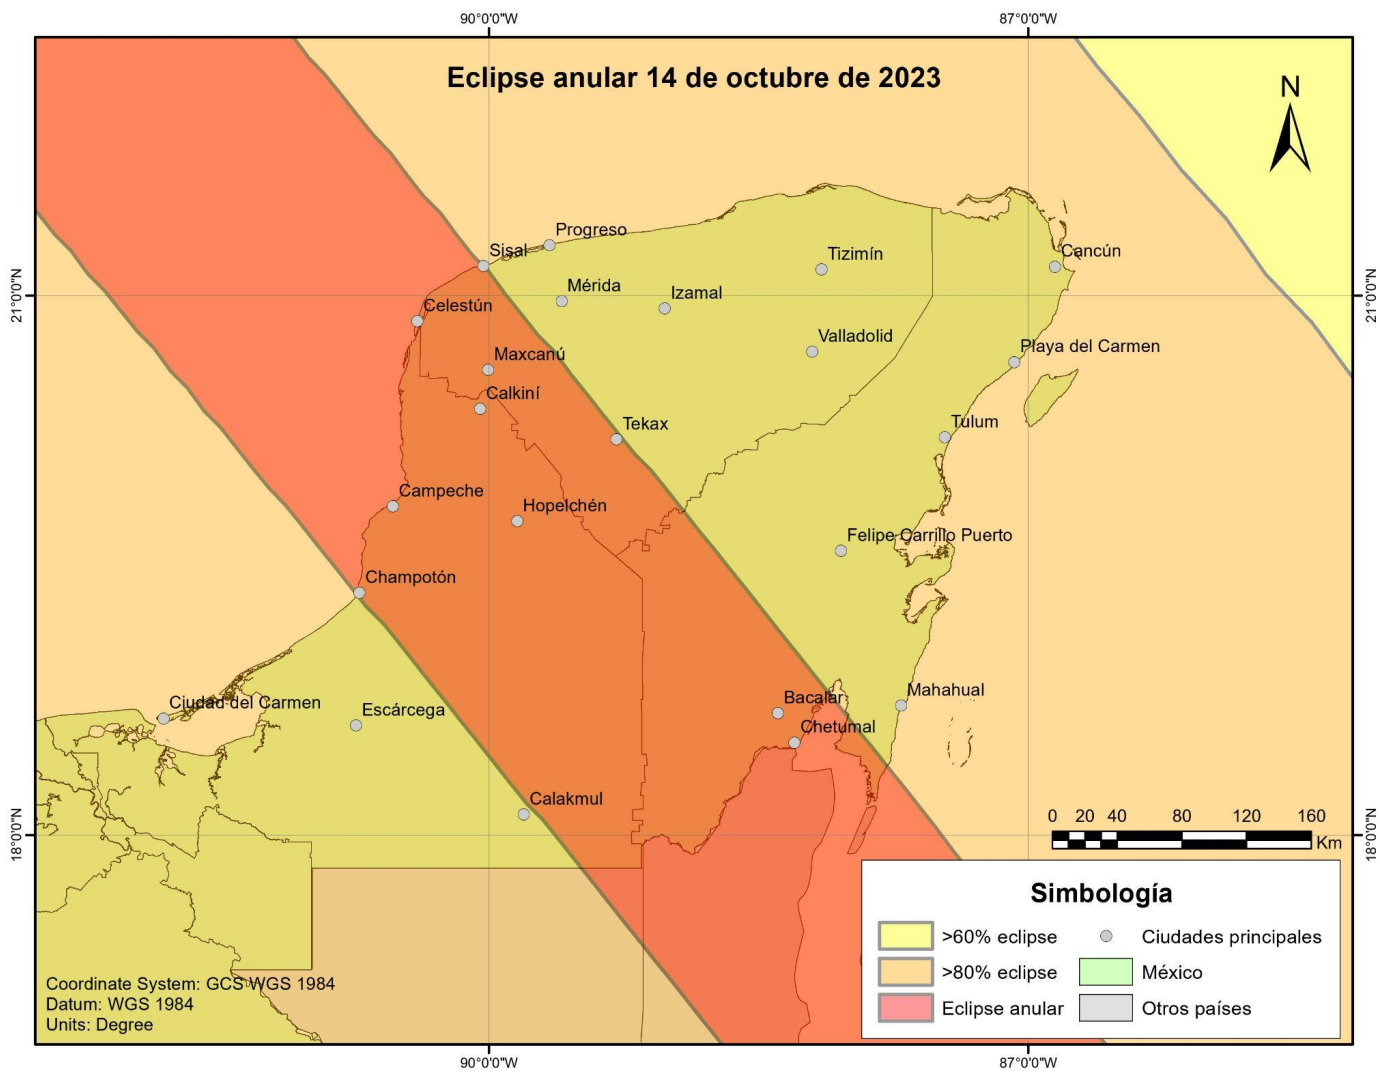 90°0'0"W
87°0'0"W
Eclipse anular 14 de octubre de 2023
N
Progreso
Sisal
Tizimín
Cancún
Mérida
Izamal
21°0'0"N
21°0'0"N
Celestún
Valladolid
Playa del Carmen
Maxcanú
Calkiní
Tekax
Tulum
Campeche
Hopelchén
Felipe Carrillo Puerto
Champotón
Mahahual
Bacalar
Ciudad del Carmen
Escárcega
Chetumal
Calakmul
18°0'0"N
18°0'0"N
0 20 40 80 120 160
Km
Simbología
>60% eclipse
Ciudades principales
>80% eclipse
México
Eclipse anular
Otros países
Coordinate System: GCS WGS 1984
Datum: WGS 1984
Units: Degree
90°0'0"W
87°0'0"W